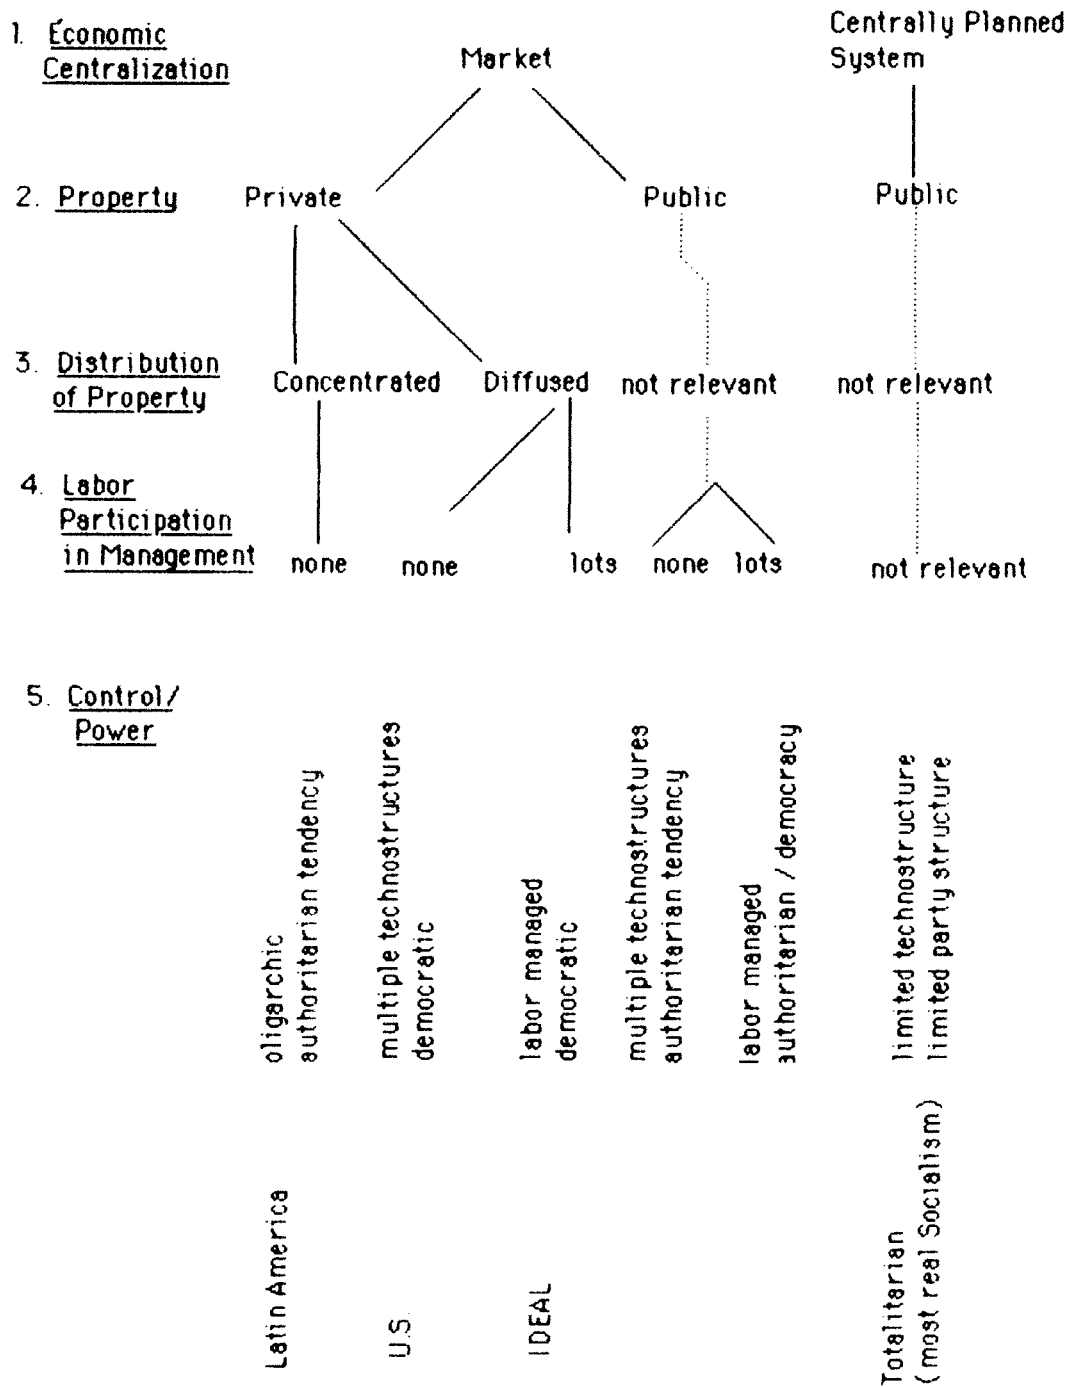 1. Economic
Centralization
Market
Centrally Planned
System
2. Property
Private
Public
Public
3. Distribution
of Property
Concentrated
Diffused
not relevant
not relevant
4. Labor
Participation
in Management
none
none
lots
none
lots
not relevant
5. Control/
Power
oligarchic
authoritarian tendency
multiple technostructures
democratic
labor managed
democratic
multiple technostructures
authoritarian tendency
labor managed
authoritarian / democracy
limited technostructure
limited party structure
Latin America
U.S.
IDEAL
Totalitarian
(most real Socialism)